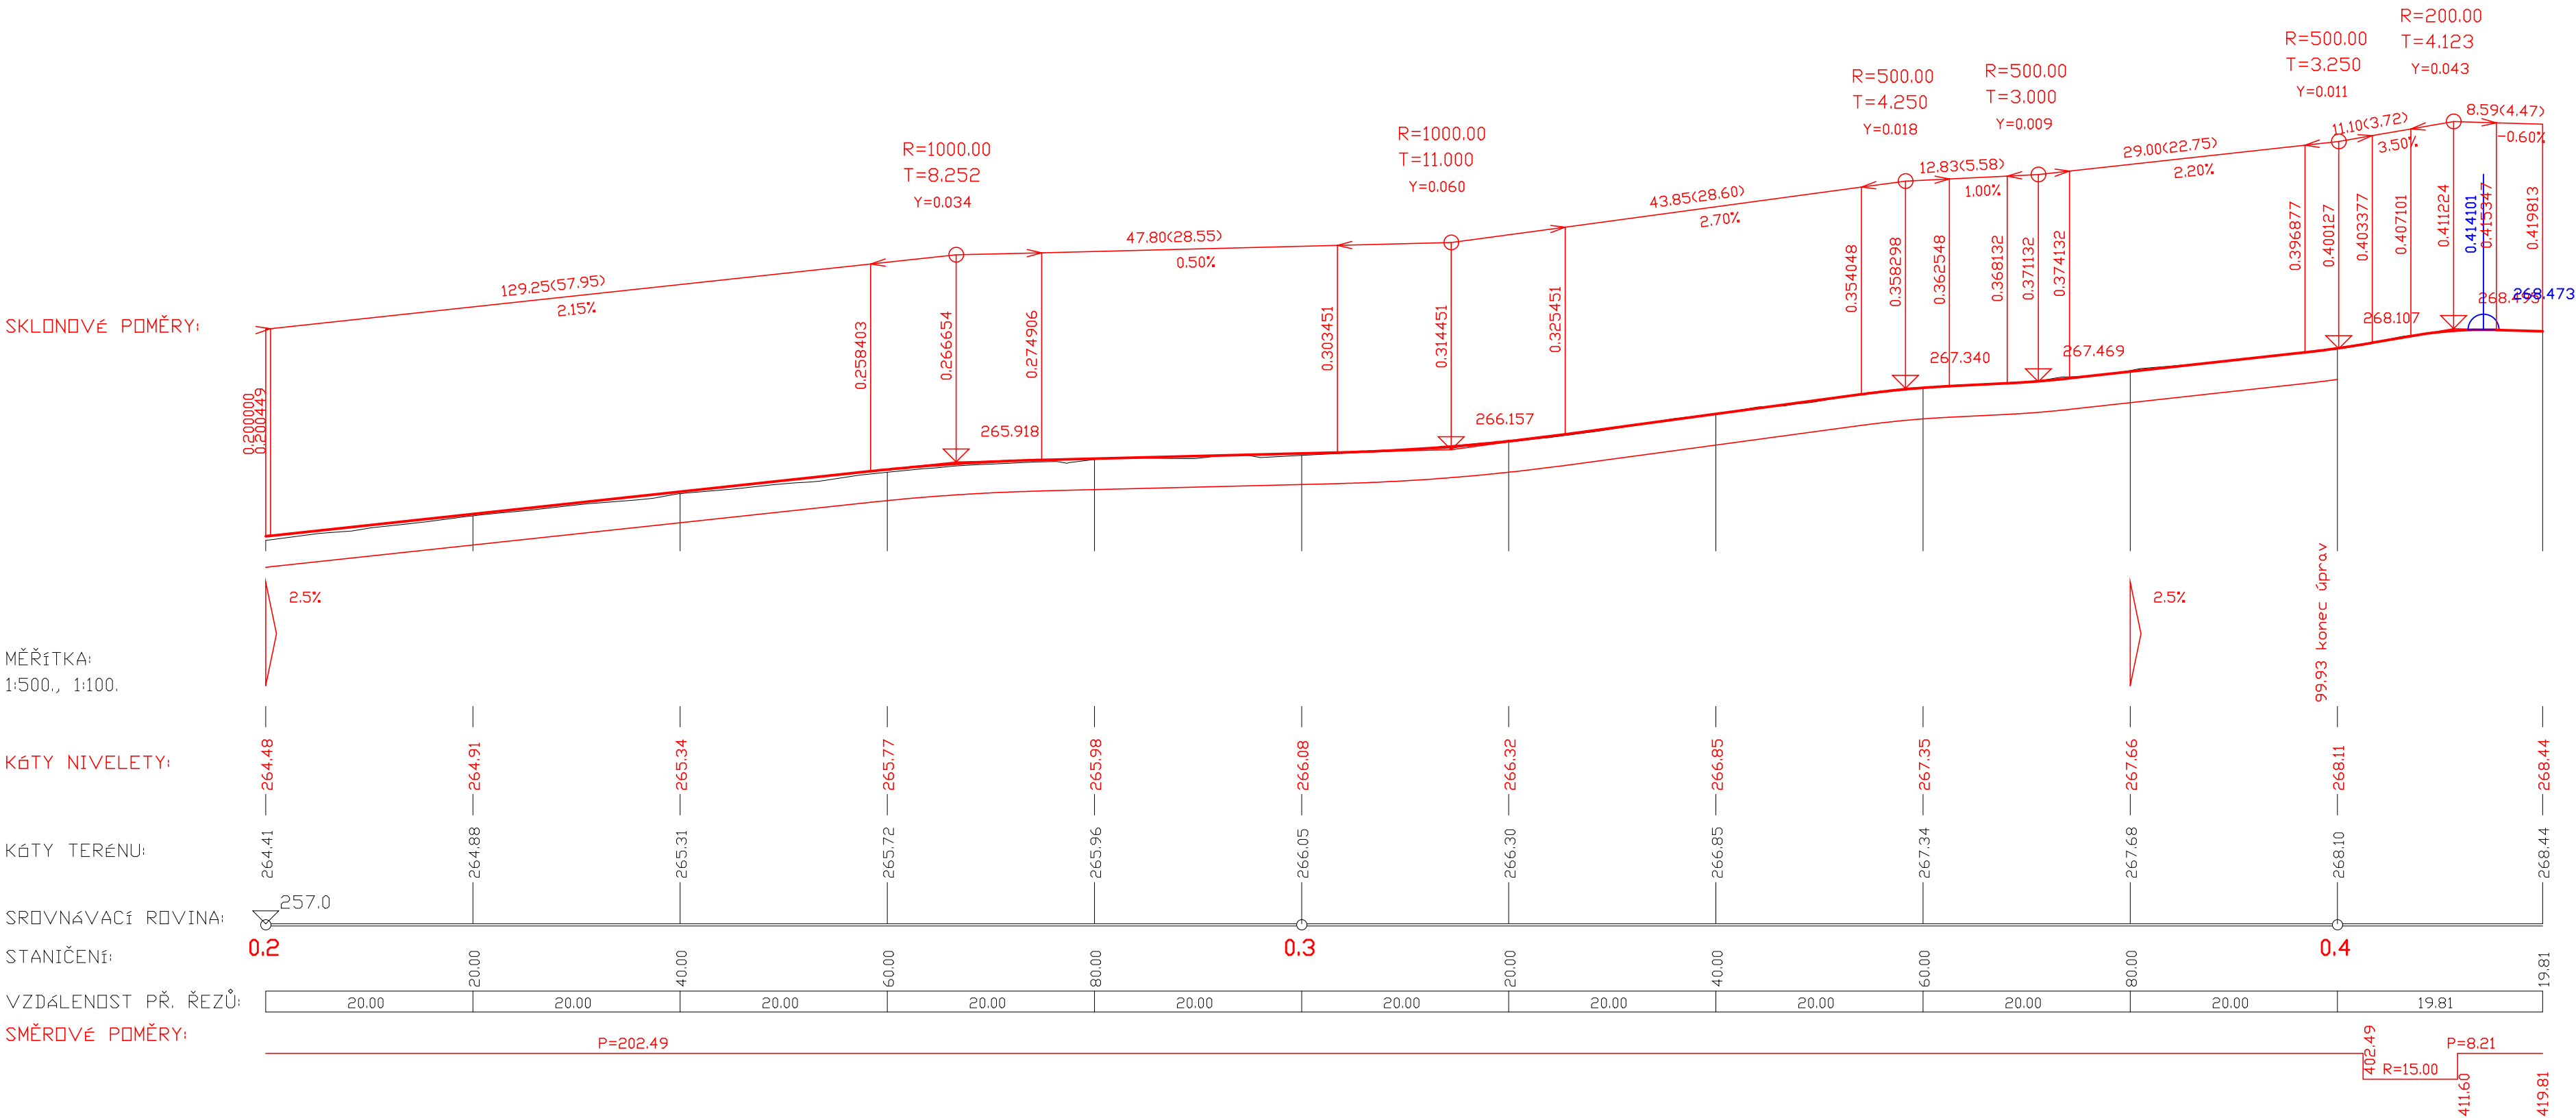 R=200.00
T=4.123
Y=0.043
R=500.00
T=3.250
Y=0.011
R=500.00
T=3.000
Y=0.009
R=500.00
T=4.250
Y=0.018
R=1000.00
T=11.000
Y=0.060
R=1000.00
T=8.252
Y=0.034
129.25(57.95)
2.15%
47.80(28.55)
0.50%
43.85(28.60)
2.70%
12.83(5.58)
1.00%
29.00(22.75)
2.20%
11.10(3.72)
3.50%
8.59(4.47)
-0.60%
SKLONOVÉ POMĚRY:
0.200000
0.200449
0.258403
0.266654
0.274906
0.303451
0.314451
0.325451
0.354048
0.358298
0.362548
0.368132
0.371132
0.374132
0.396877
0.400127
0.403377
0.407101
0.411224
0.414101
0.415347
0.419813
265.918
266.157
267.340
267.469
268.107
268.473
2.5%
2.5%
99.93 konec úprav
MĚŘÍTKA:
1:500., 1:100.
KÓTY NIVELETY:
264.48 264.91 265.34 265.77 265.98 266.08 266.32 266.85 267.35 267.66 268.11 268.44
KÓTY TERÉNU:
264.41 264.88 265.31 265.72 265.96 266.05 266.30 266.85 267.34 267.68 268.10 268.44
257.0
SROVNÁVACÍ ROVINA:
0.2 0.3 0.4
STANIČENÍ:
20.00 40.00 60.00 80.00 20.00 40.00 60.00 80.00 19.81
VZDÁLENOST PŘ. ŘEZŮ:
20.00 20.00 20.00 20.00 20.00 20.00 20.00 20.00 20.00 20.00 19.81
SMĚROVÉ POMĚRY:
P=202.49
402.49
R=15.00
P=8.21
411.60
419.81